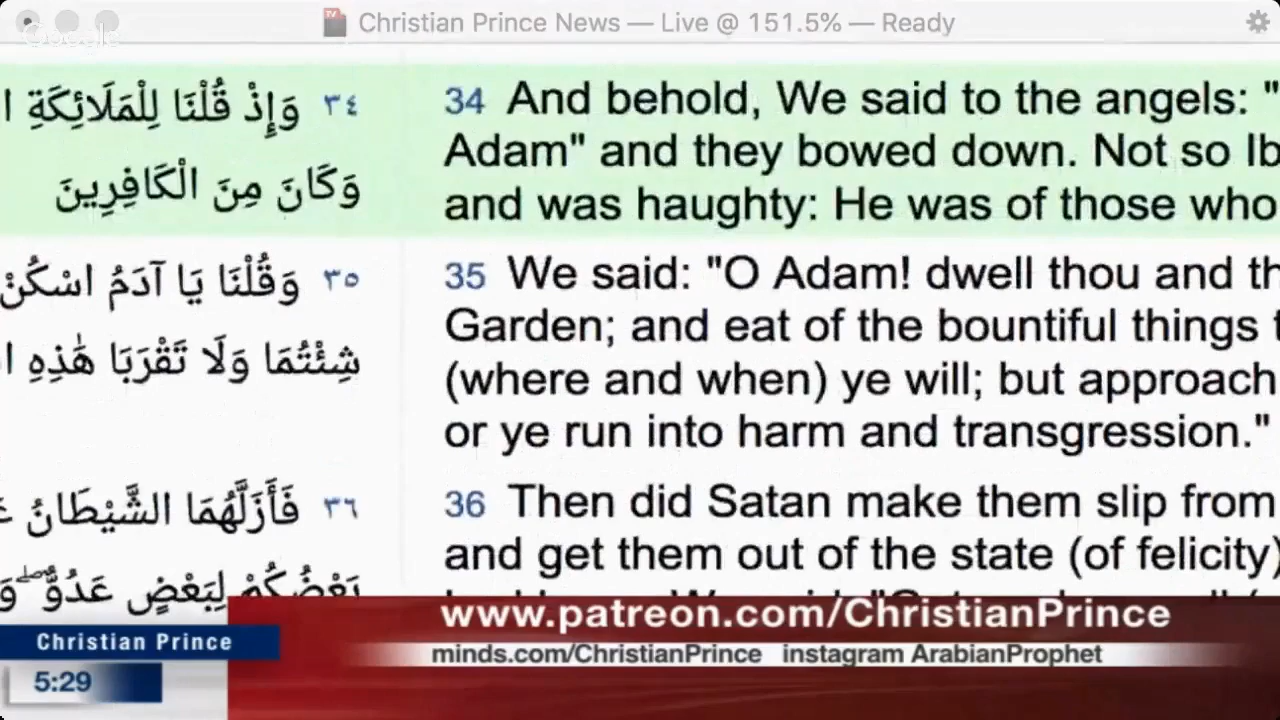 Christian Prince News — Live @ 151.5% — Ready
Google
٣٤ وَإِذْ قُلْنَا لِلْمَلَائِكَةِ
وَكَانَ مِنَ الْكَافِرِينَ
34 And behold, We said to the angels: "
Adam" and they bowed down. Not so Ib
and was haughty: He was of those who
٣٥ وَقُلْنَا يَا آدَمُ اسْكُنْ
شِئْتُمَا وَلَا تَقْرَبَا هَٰذِهِ
35 We said: "O Adam! dwell thou and th
Garden; and eat of the bountiful things t
(where and when) ye will; but approach
or ye run into harm and transgression."
٣٦ فَأَزَلَّهُمَا الشَّيْطَانُ
بَعْضُكُمْ لِبَعْضٍ عَدُوٌّ ۖ
36 Then did Satan make them slip from
and get them out of the state (of felicity)
www.patreon.com/ChristianPrince
Christian Prince
minds.com/ChristianPrince instagram ArabianProphet
5:29